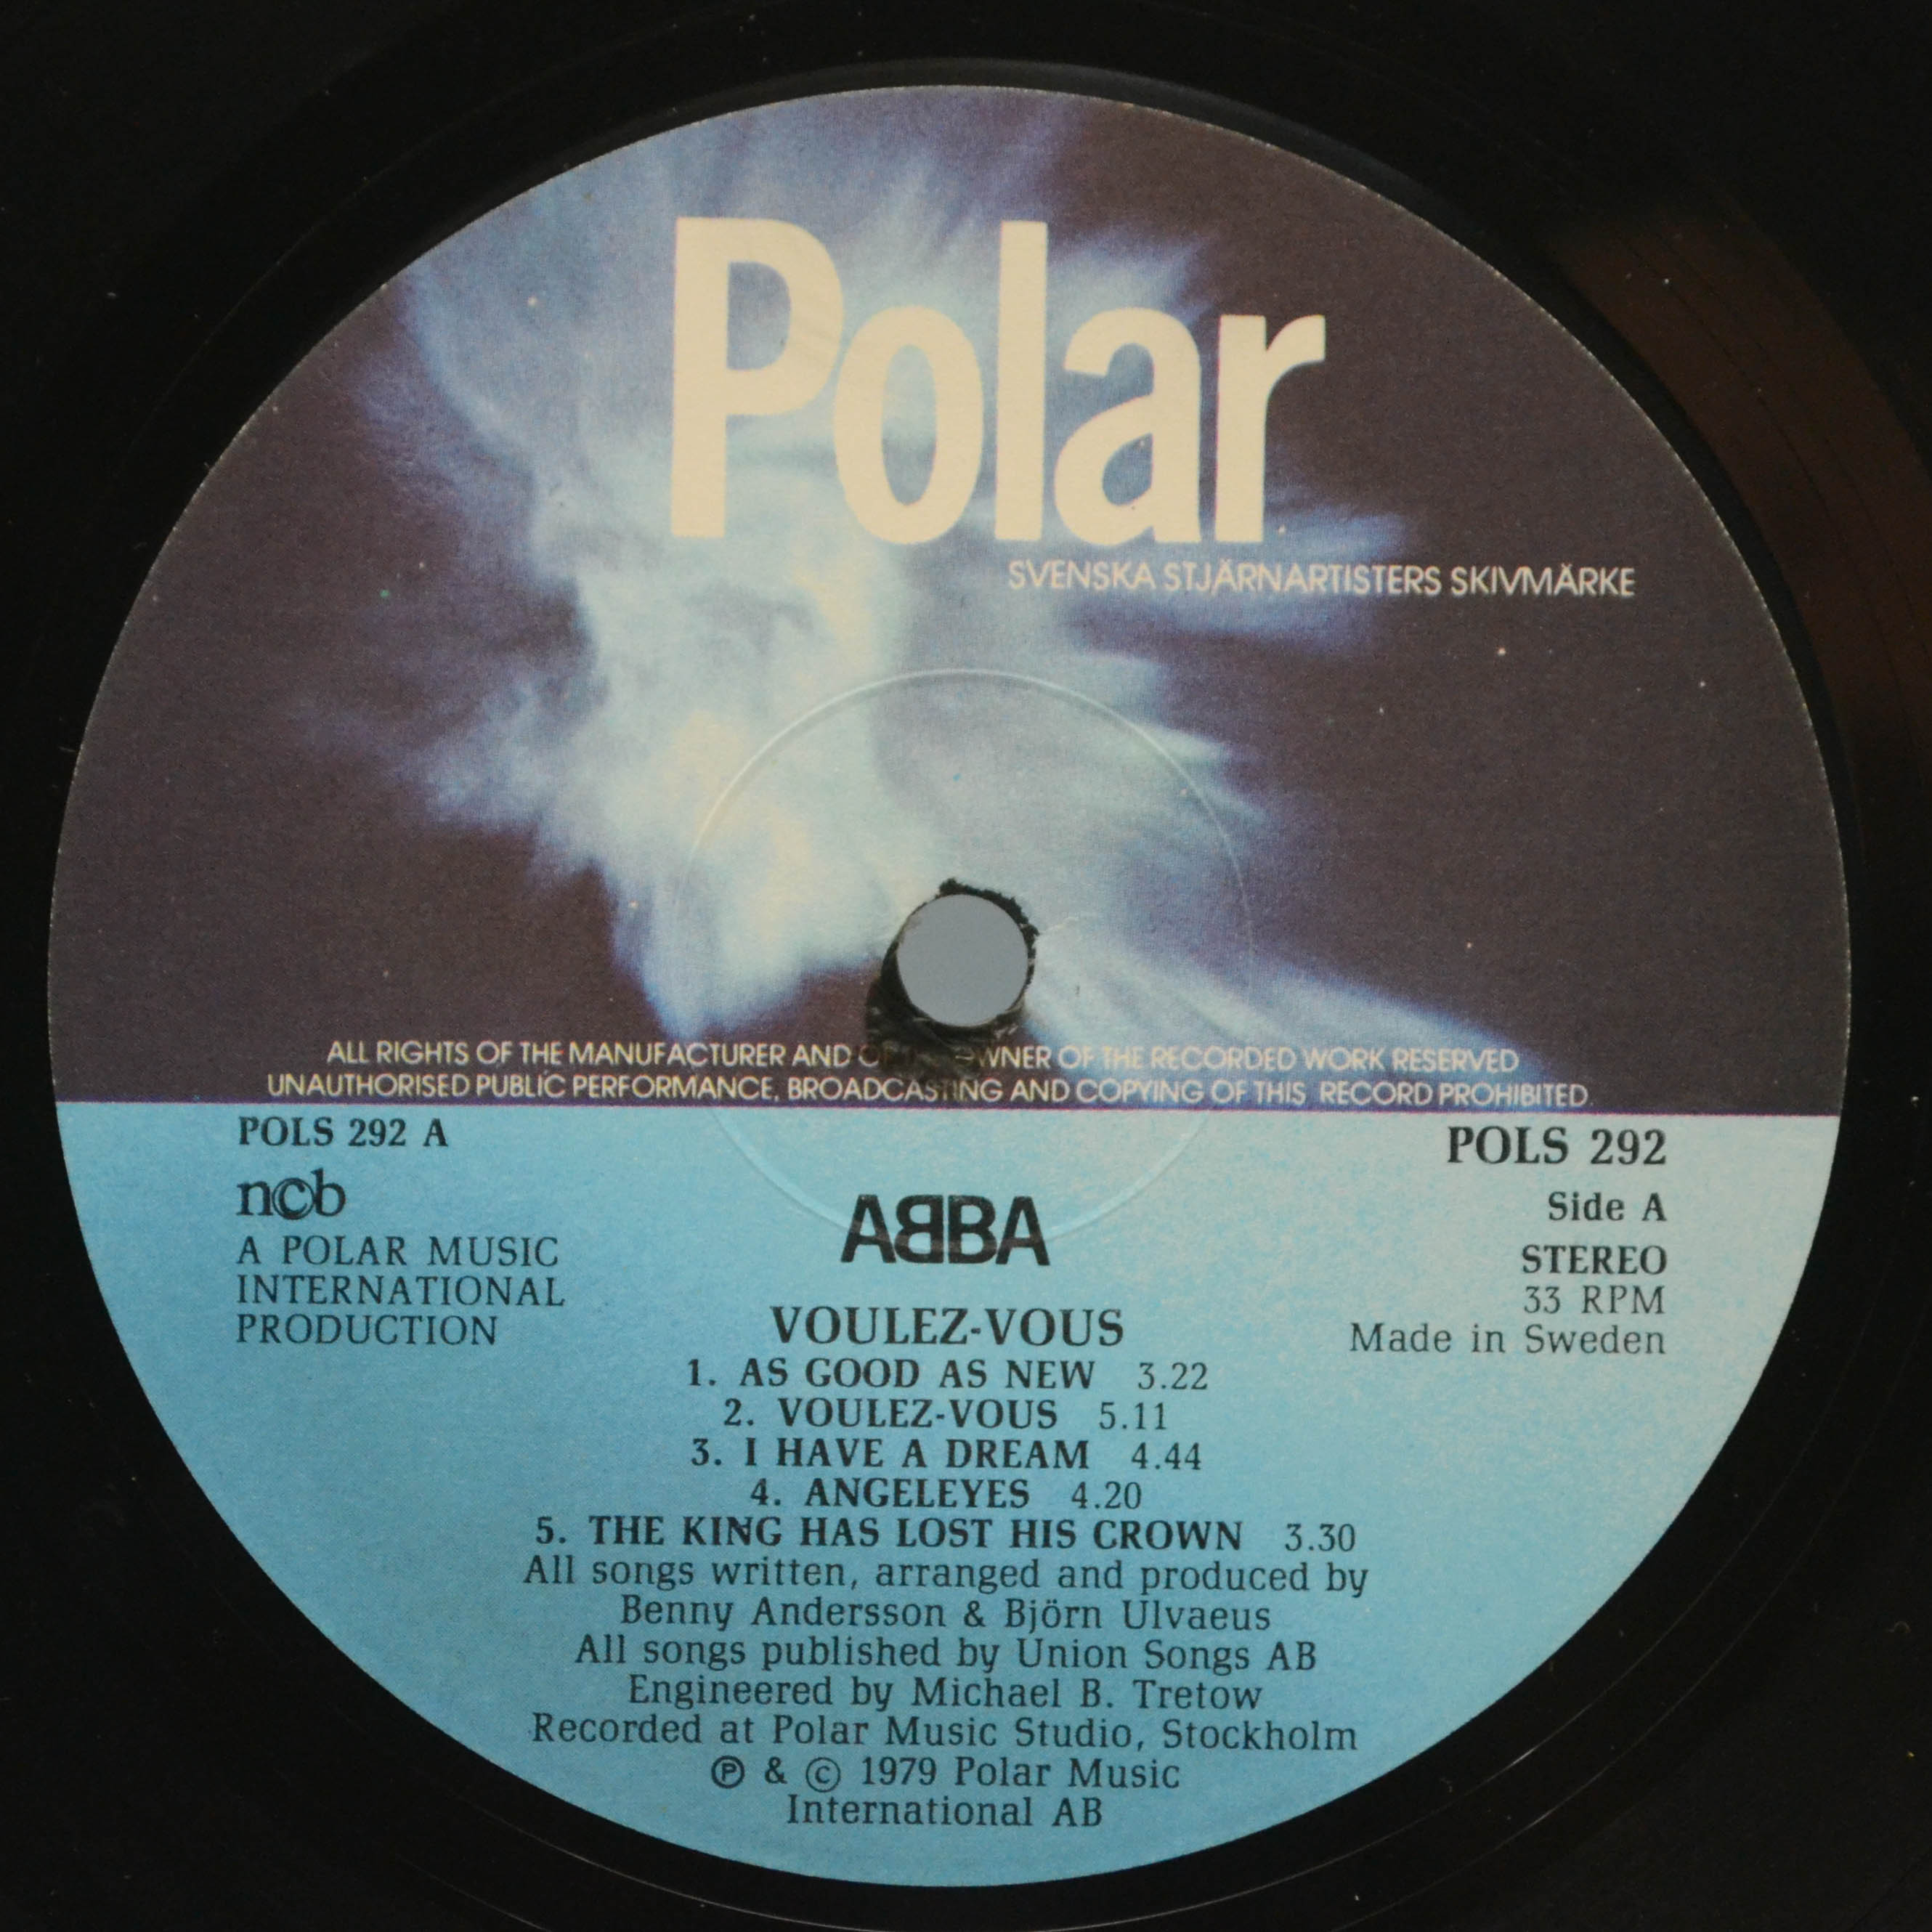 Polar
SVENSKA STJÄRNARTISTERS SKIVMÄRKE
ALL RIGHTS OF THE MANUFACTURER AND OWNER OF THE RECORDED WORK RESERVED
UNAUTHORISED PUBLIC PERFORMANCE, BROADCASTING AND COPYING OF THIS RECORD PROHIBITED.
POLS 292 A
ncb
A POLAR MUSIC
INTERNATIONAL
PRODUCTION
POLS 292
Side A
STEREO
33 RPM
Made in Sweden
ABBA
VOULEZ-VOUS
1. AS GOOD AS NEW 3.22
2. VOULEZ-VOUS 5.11
3. I HAVE A DREAM 4.44
4. ANGELEYES 4.20
5. THE KING HAS LOST HIS CROWN 3.30
All songs written, arranged and produced by
Benny Andersson & Björn Ulvaeus
All songs published by Union Songs AB
Engineered by Michael B. Tretow
Recorded at Polar Music Studio, Stockholm
℗ & © 1979 Polar Music
International AB